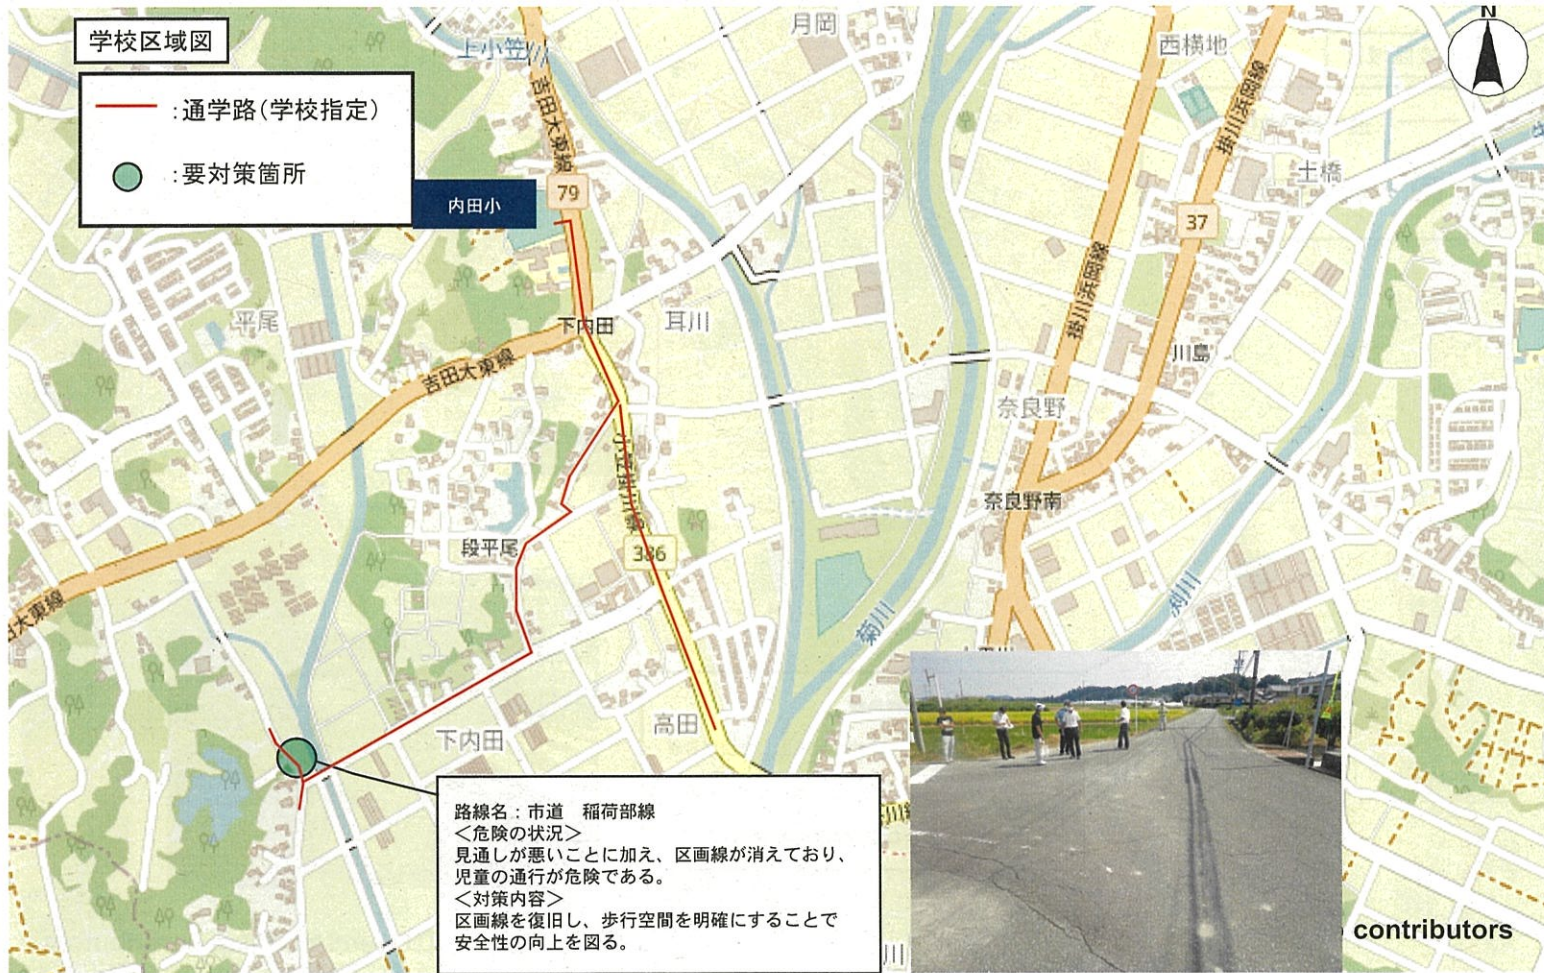 学校区域図
:通学路(学校指定)
:要対策箇所
N
内田小
月岡
上小笠川
西横地
吉田大東線
掛川浜岡線
79
土橋
37
平尾
下内田
耳川
掛川浜岡線
川島
吉田大東線
奈良野
小笠掛川線
奈良野南
段平尾
386
田大東線
菊川
下内田
高田
路線名：市道　稲荷部線
＜危険の状況＞
見通しが悪いことに加え、区画線が消えており、
児童の通行が危険である。
＜対策内容＞
区画線を復旧し、歩行空間を明確にすることで
安全性の向上を図る。
川
contributors